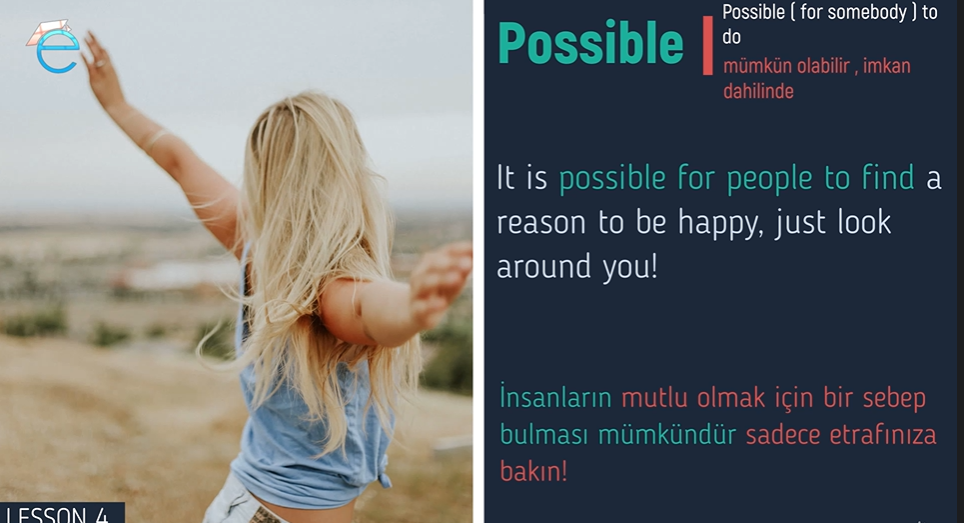 Possible
Possible ( for somebody ) to
do
mümkün olabilir , imkan
dahilinde
It is possible for people to find a
reason to be happy, just look
around you!
İnsanların mutlu olmak için bir sebep
bulması mümkündür sadece etrafınıza
bakın!
LESSON 4